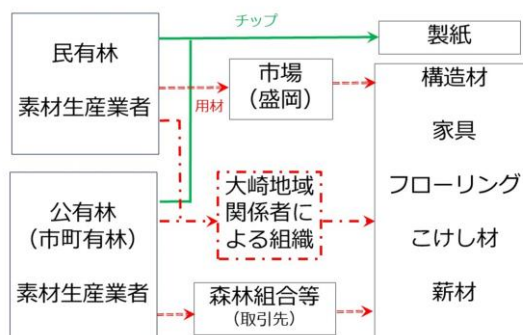 チップ
民有林
素材生産業者
製紙
市場
（盛岡）
用材
構造材
家具
フローリング
こけし材
薪材
公有林
（市町有林）
素材生産業者
大崎地域
関係者に
よる組織
森林組合等
（取引先）